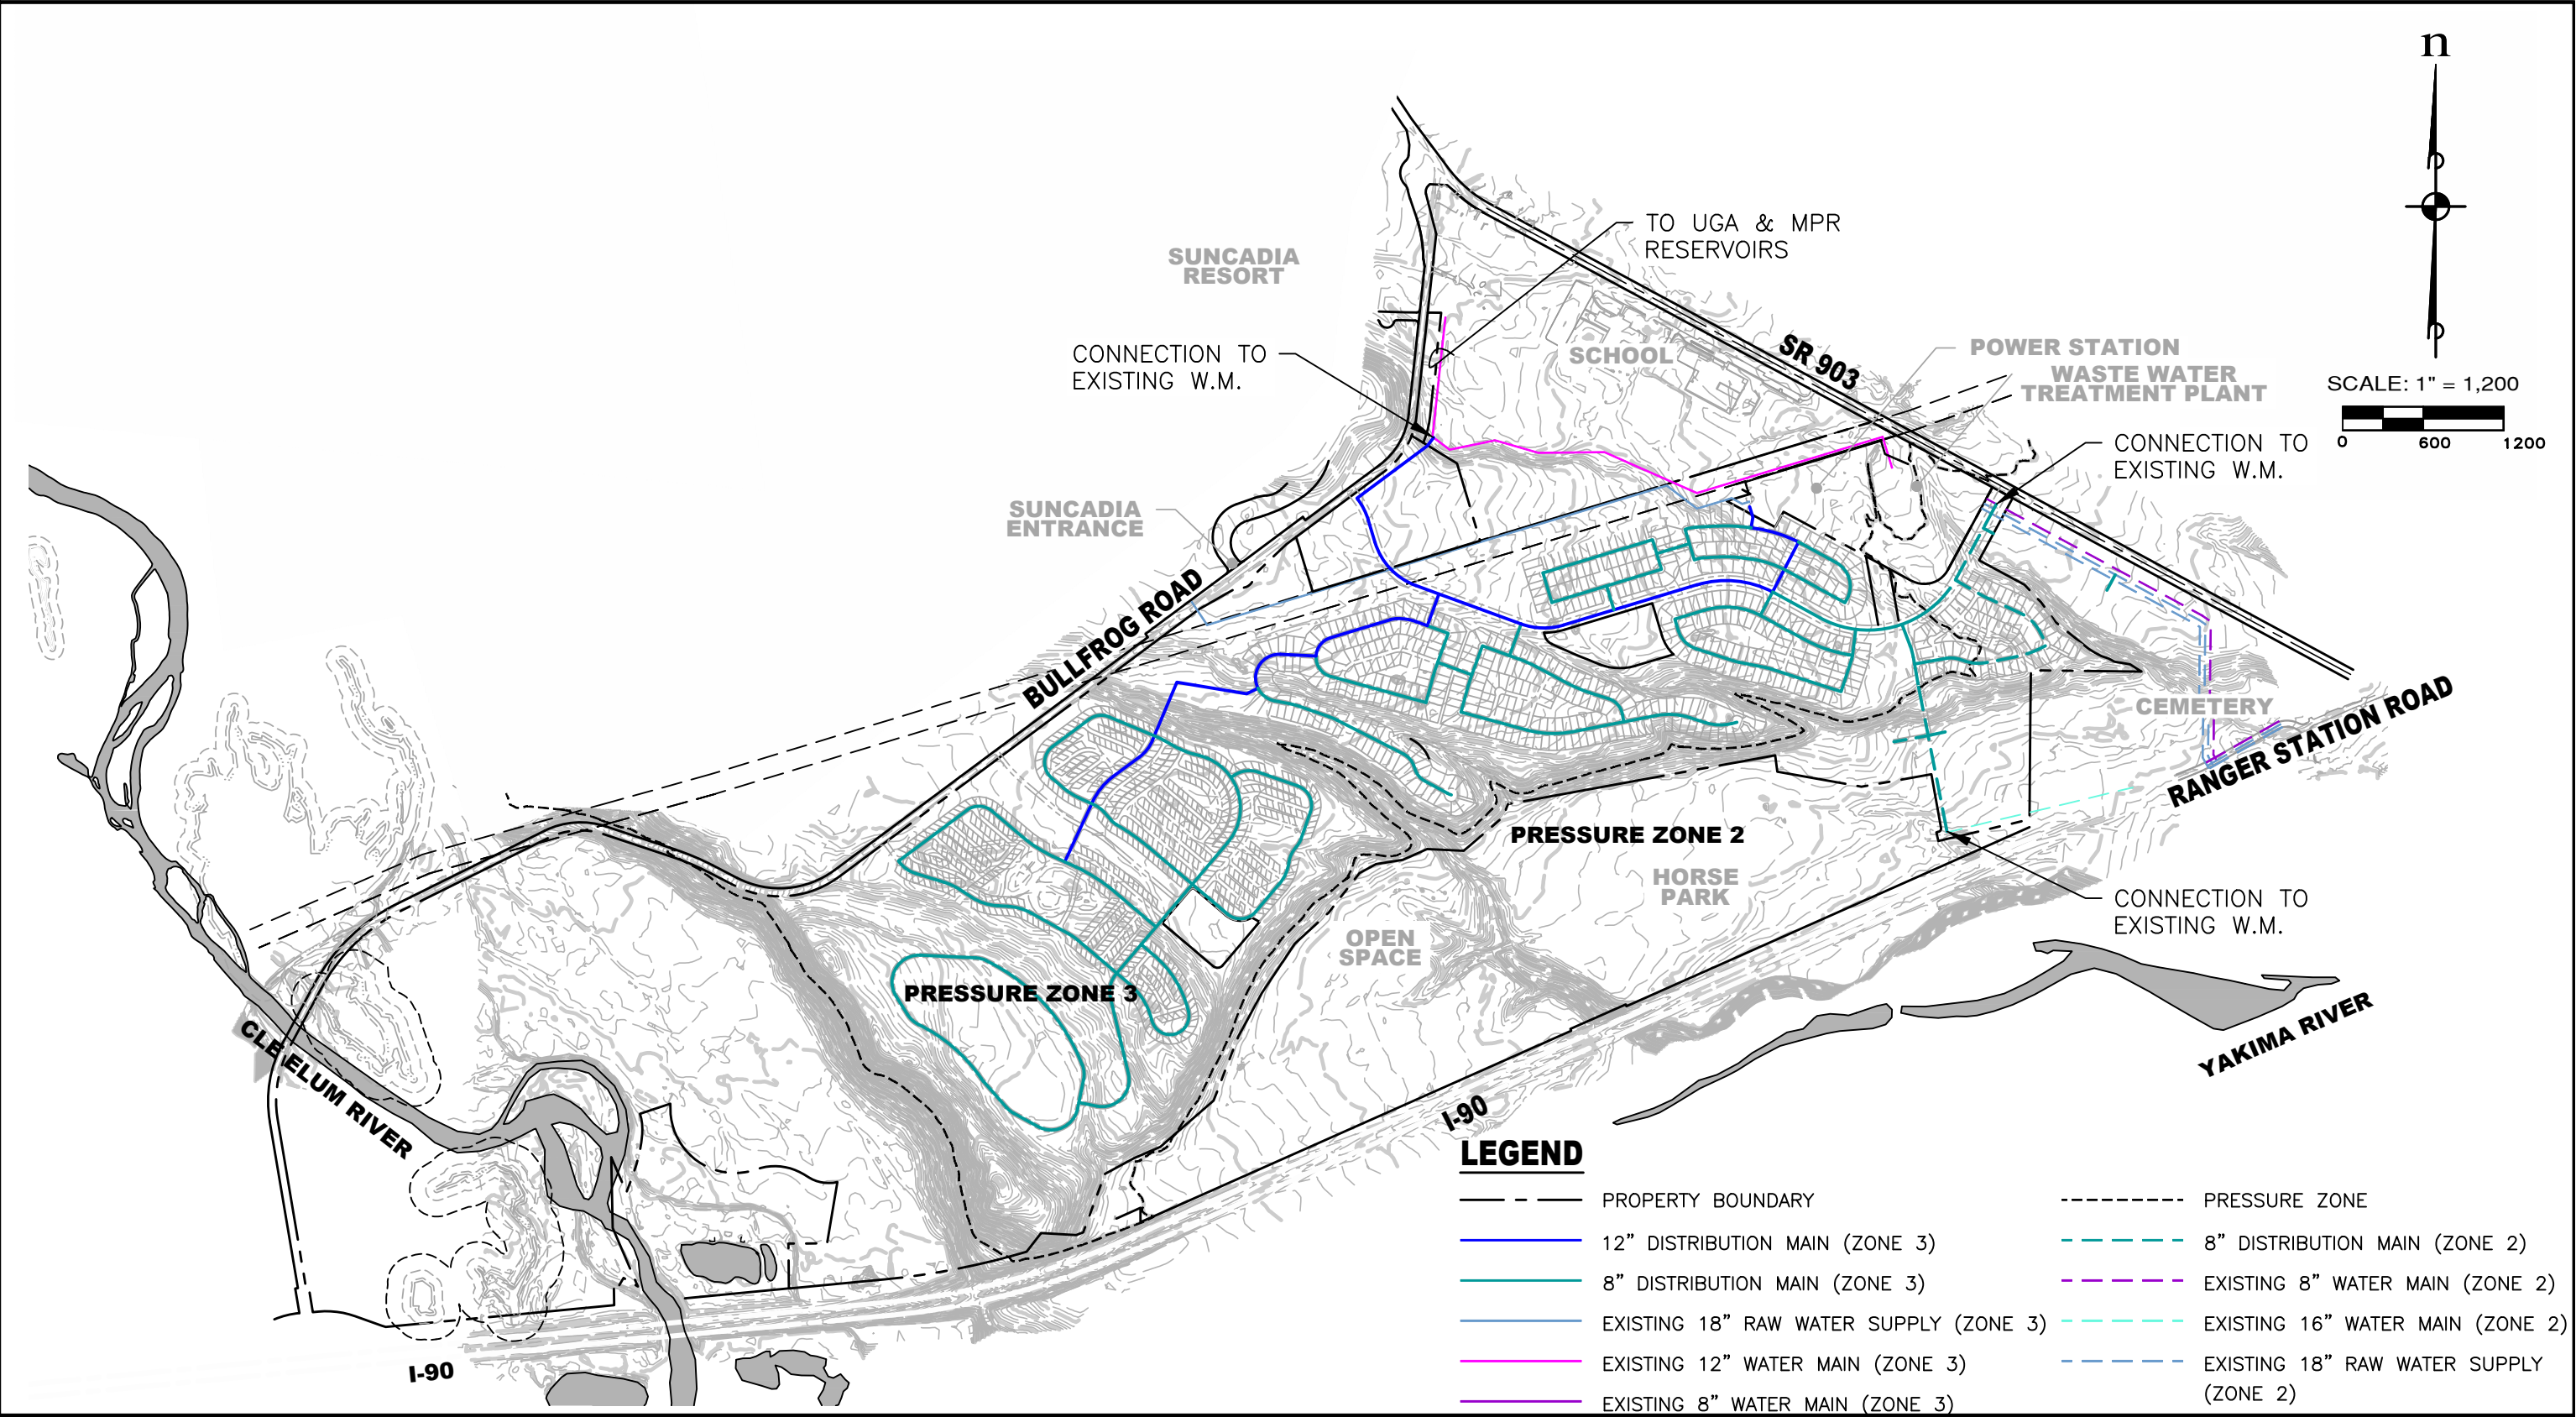 n
TO UGA & MPR
RESERVOIRS
SUNCADIA
RESORT
CONNECTION TO
EXISTING W.M.
SCHOOL
SR 903
POWER STATION
WASTE WATER
TREATMENT PLANT
SCALE: 1" = 1,200
0 600 1200
CONNECTION TO
EXISTING W.M.
SUNCADIA
ENTRANCE
BULLFROG ROAD
CEMETERY
RANGER STATION ROAD
PRESSURE ZONE 2
HORSE
PARK
CONNECTION TO
EXISTING W.M.
OPEN
SPACE
PRESSURE ZONE 3
CLE ELUM RIVER
YAKIMA RIVER
I-90
I-90
LEGEND
PROPERTY BOUNDARY
12” DISTRIBUTION MAIN (ZONE 3)
8” DISTRIBUTION MAIN (ZONE 3)
EXISTING 18” RAW WATER SUPPLY (ZONE 3)
EXISTING 12” WATER MAIN (ZONE 3)
EXISTING 8” WATER MAIN (ZONE 3)
PRESSURE ZONE
8” DISTRIBUTION MAIN (ZONE 2)
EXISTING 8” WATER MAIN (ZONE 2)
EXISTING 16” WATER MAIN (ZONE 2)
EXISTING 18” RAW WATER SUPPLY
(ZONE 2)